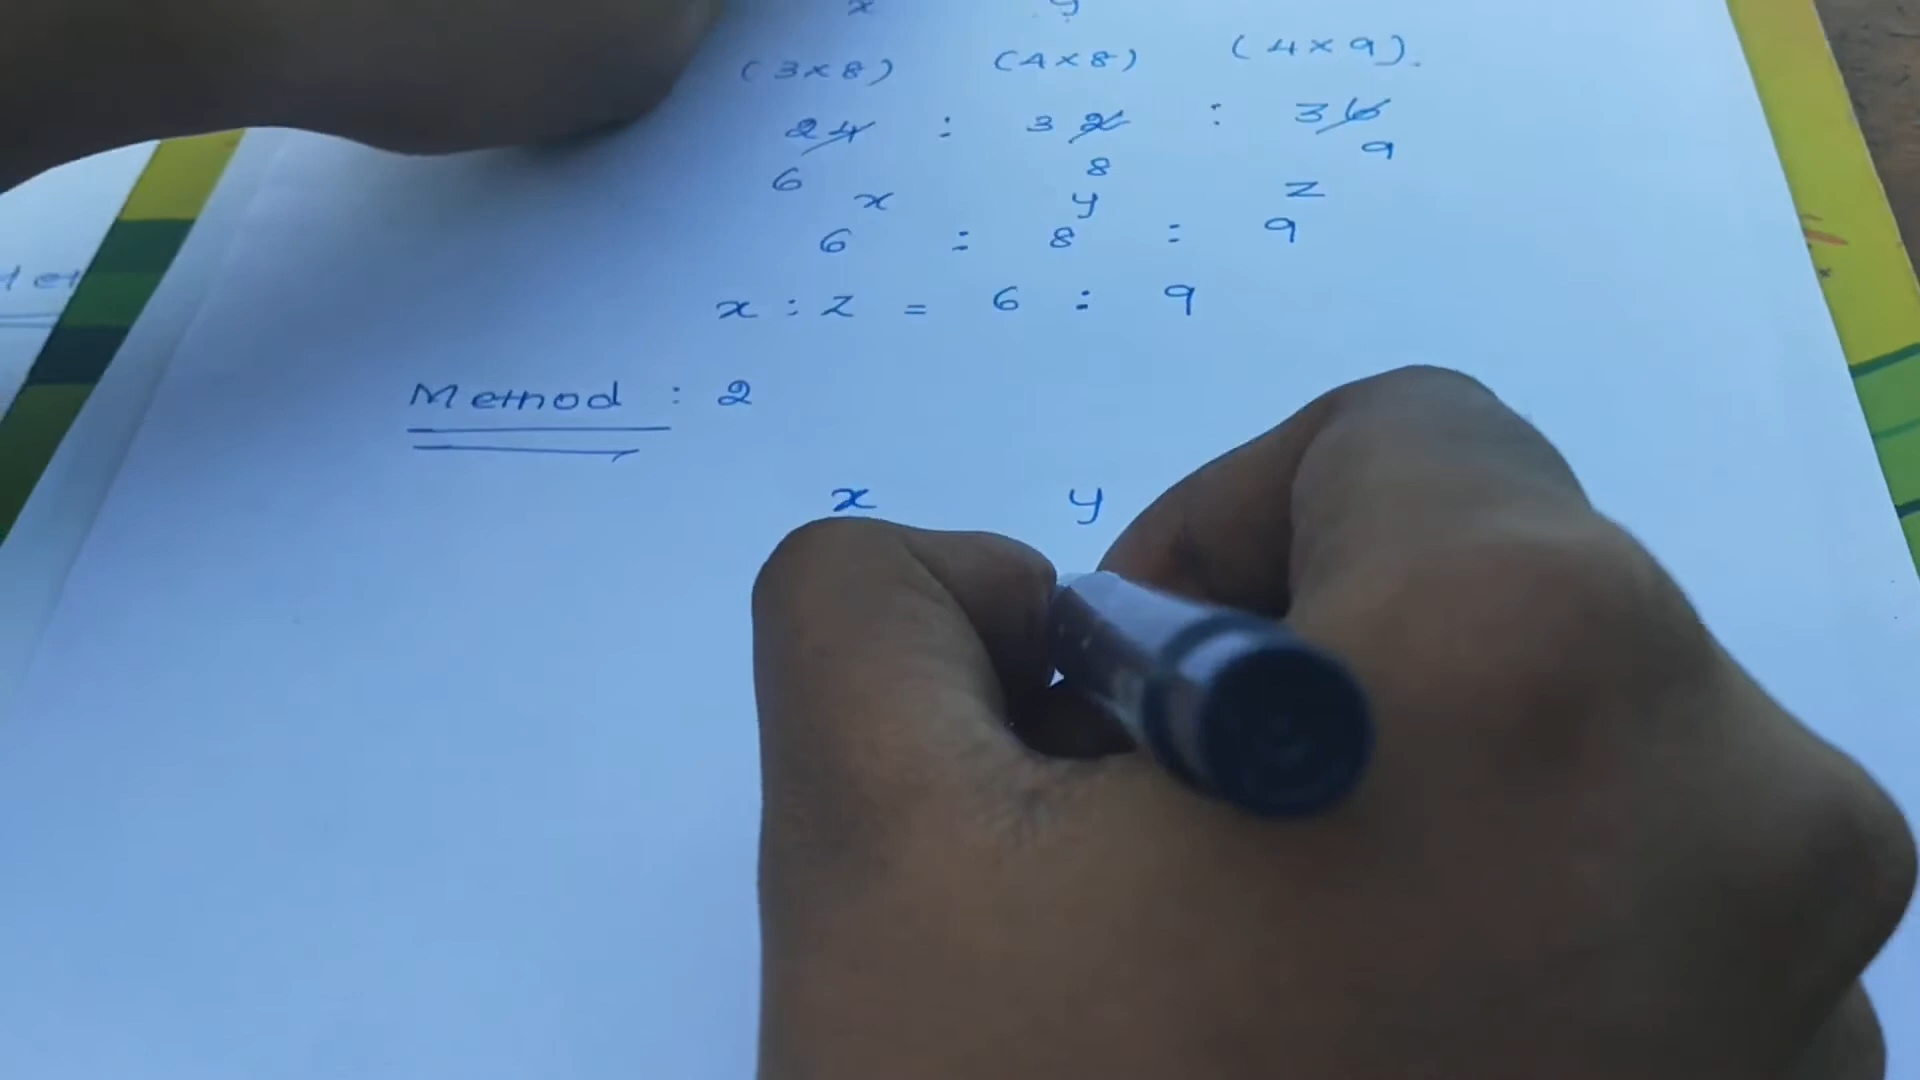 x y
(3×8) (4×8) (4×9).
24 : 32 : 36
6 8 9
x y z
6 : 8 : 9
x : z = 6 : 9
Method : 2
x y